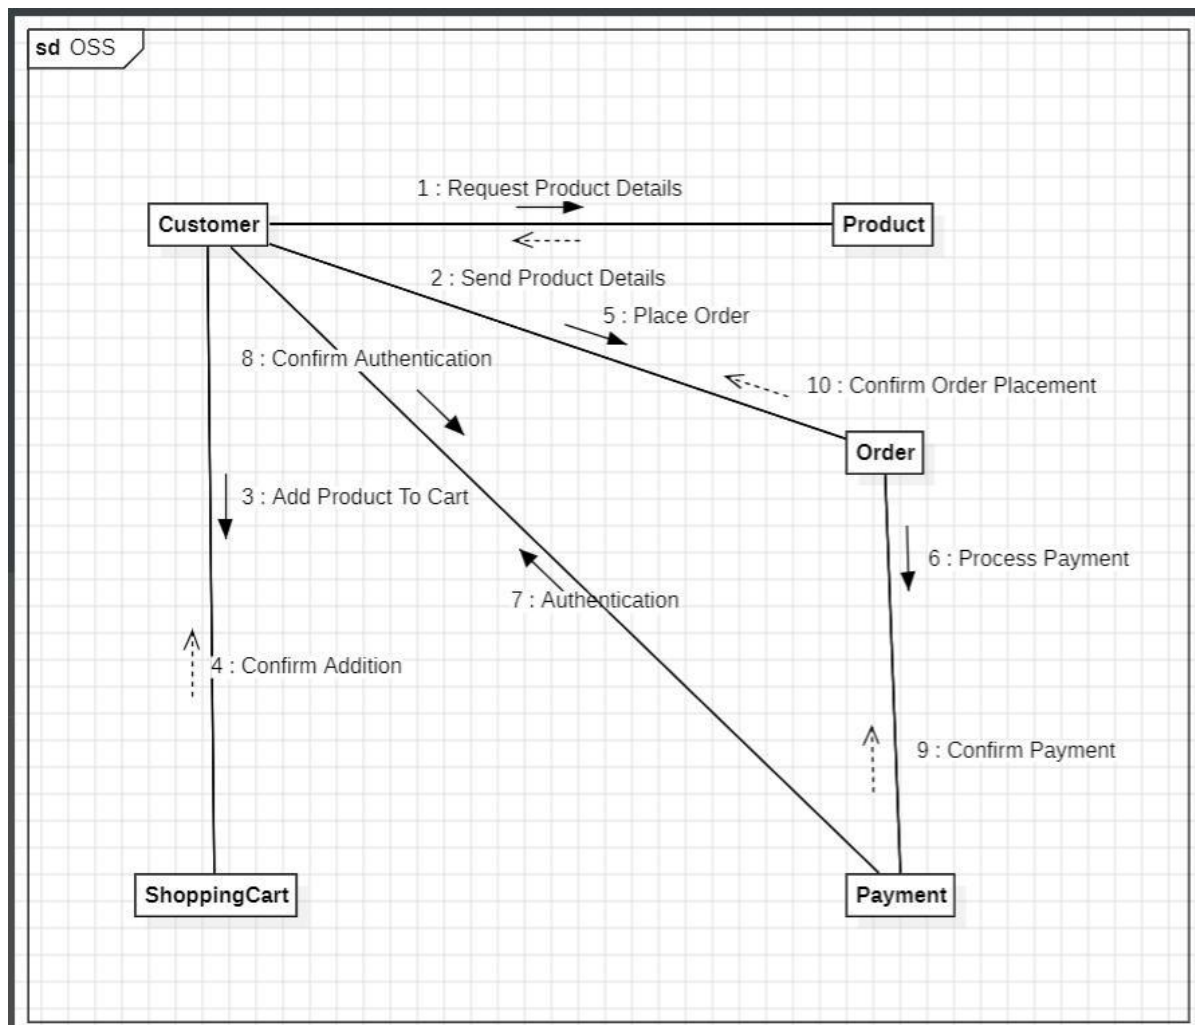 sd OSS
1 : Request Product Details
Customer
Product
2 : Send Product Details
5 : Place Order
8 : Confirm Authentication
10 : Confirm Order Placement
Order
3 : Add Product To Cart
6 : Process Payment
7 : Authentication
4 : Confirm Addition
9 : Confirm Payment
ShoppingCart
Payment